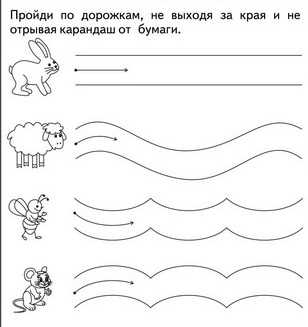 Пройди по дорожкам, не выходя за края и не
отрывая карандаш от бумаги.